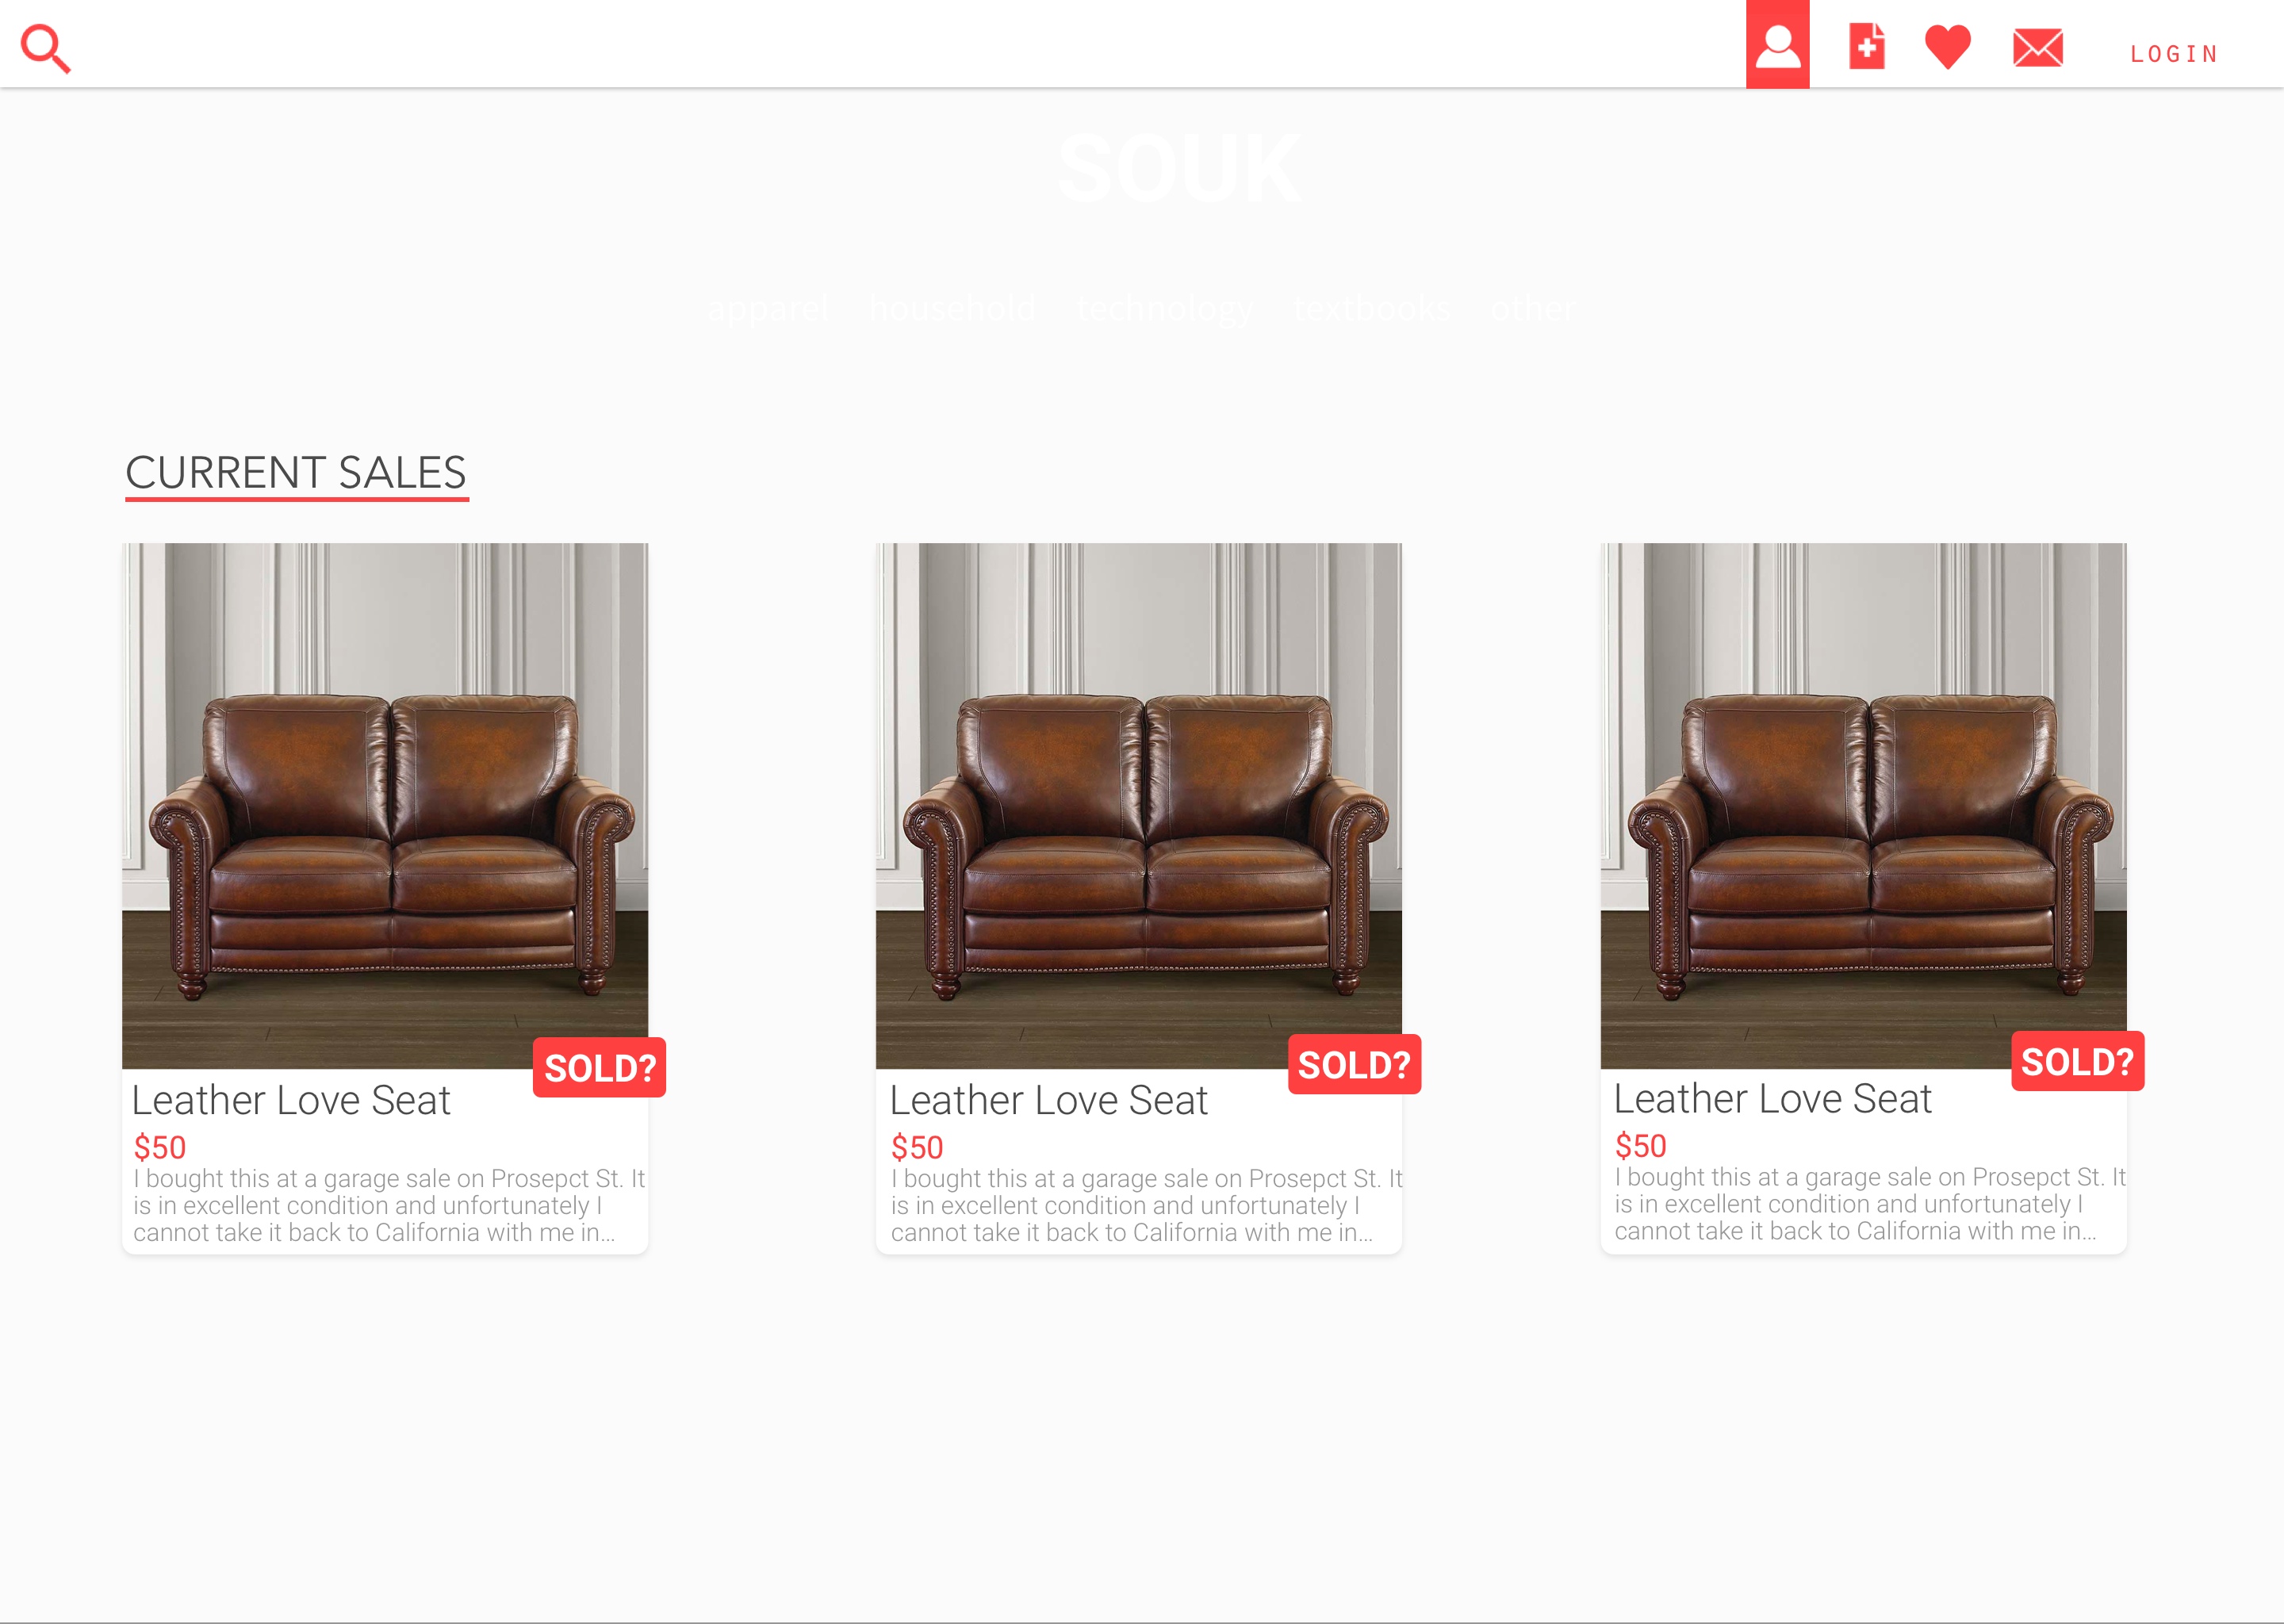 LOGIN
SOUK
apparel household technology textbooks other
CURRENT SALES
SOLD?
Leather Love Seat
$50
I bought this at a garage sale on Prosepct St. It
is in excellent condition and unfortunately I
cannot take it back to California with me in...
SOLD?
Leather Love Seat
$50
I bought this at a garage sale on Prosepct St. It
is in excellent condition and unfortunately I
cannot take it back to California with me in...
SOLD?
Leather Love Seat
$50
I bought this at a garage sale on Prosepct St. It
is in excellent condition and unfortunately I
cannot take it back to California with me in...